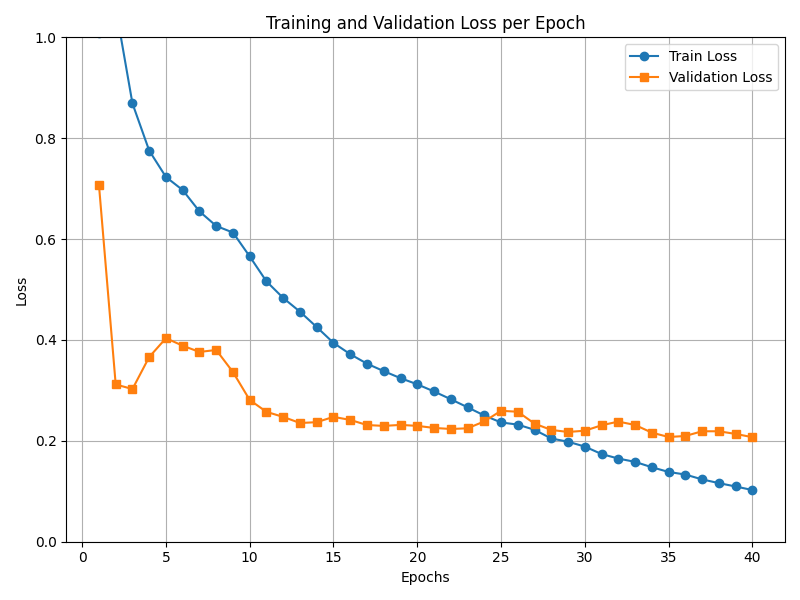 Training and Validation Loss per Epoch
Train Loss
Validation Loss
Loss
1.0
0.8
0.6
0.4
0.2
0.0
0 5 10 15 20 25 30 35 40
Epochs